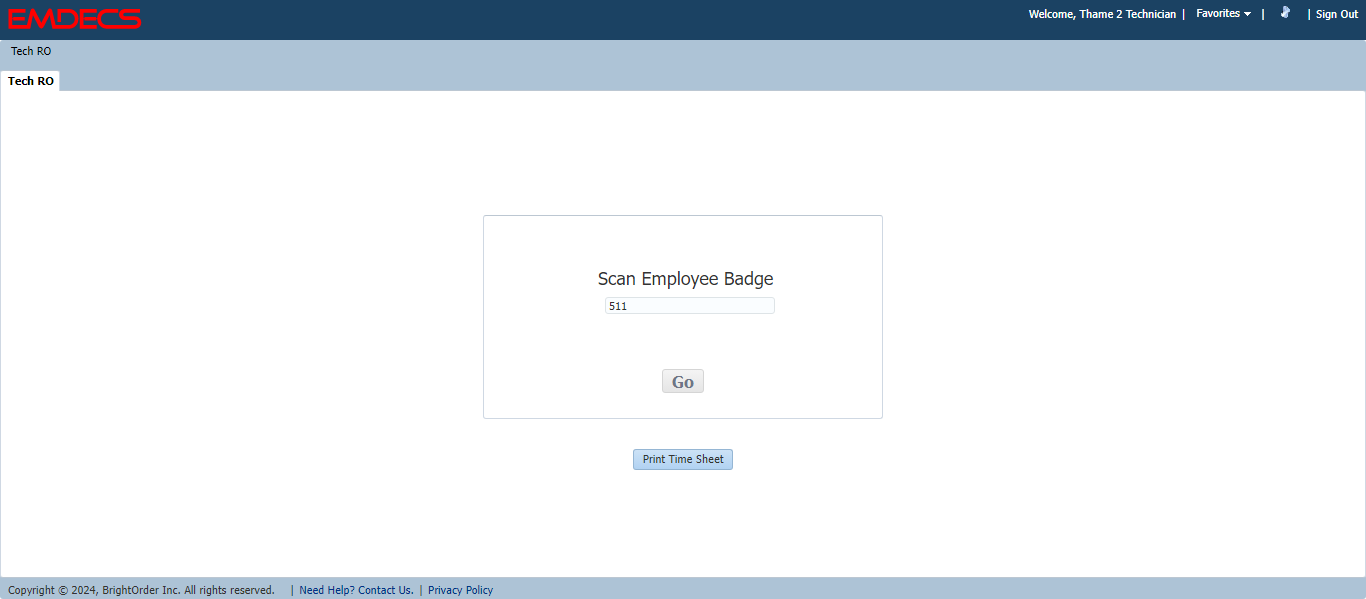 EMDECS
Welcome, Thame 2 Technician | Favorites | | Sign Out
Tech RO
Tech RO
Scan Employee Badge
511
Go
Print Time Sheet
Copyright © 2024, BrightOrder Inc. All rights reserved. | Need Help? Contact Us. | Privacy Policy